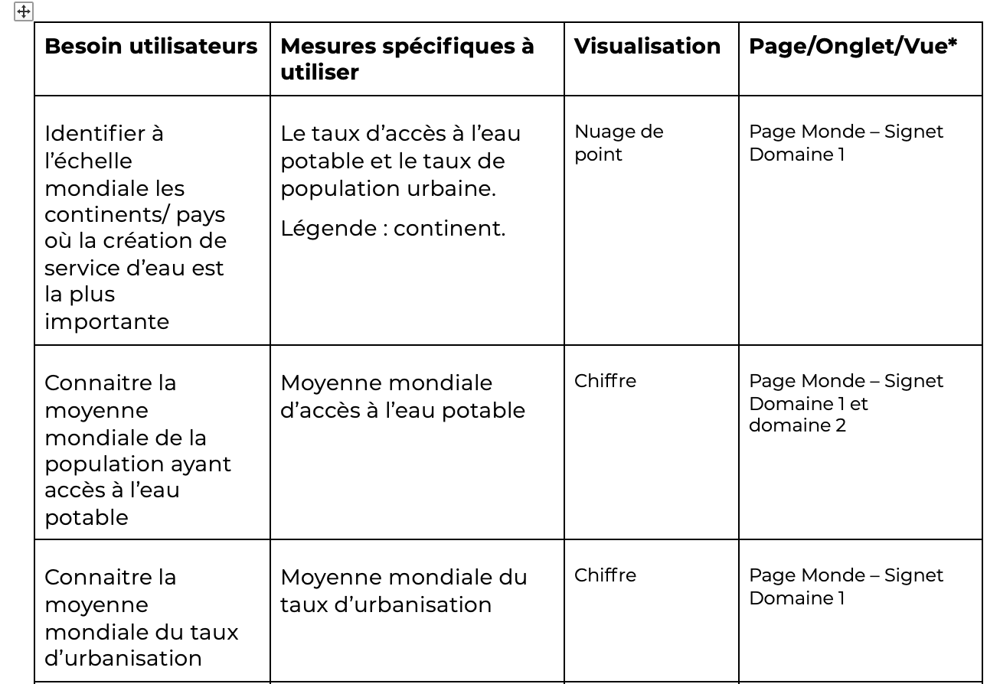 Besoin utilisateurs
Mesures spécifiques à
utiliser
Visualisation
Page/Onglet/Vue*
Identifier à
l’échelle
mondiale les
continents/ pays
où la création de
service d’eau est
la plus
importante
Le taux d’accès à l’eau
potable et le taux de
population urbaine.
Légende : continent.
Nuage de
point
Page Monde – Signet
Domaine 1
Connaitre la
moyenne
mondiale de la
population ayant
accès à l’eau
potable
Moyenne mondiale
d’accès à l’eau potable
Chiffre
Page Monde – Signet
Domaine 1 et
domaine 2
Connaitre la
moyenne
mondiale du taux
d’urbanisation
Moyenne mondiale du
taux d’urbanisation
Chiffre
Page Monde – Signet
Domaine 1